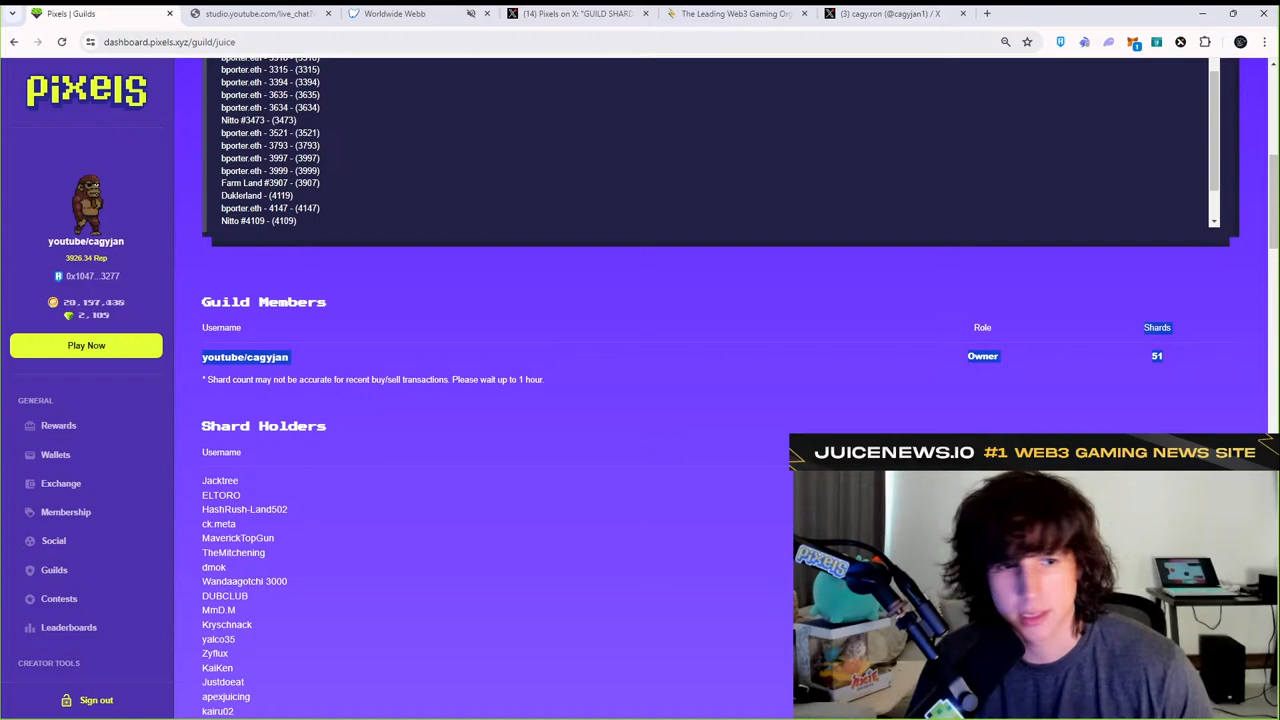 Pixels | Guilds
studio.youtube.com/live_chat?
Worldwide Webb
(14) Pixels on X: "GUILD SHARD
The Leading Web3 Gaming Org
(3) cagy.ron (@cagyjan1) / X
dashboard.pixels.xyz/guild/juice
pixels
youtube/cagyjan
3926.34 Rep
0x1047...3277
20,197,430
2,109
Play Now
GENERAL
Rewards
Wallets
Exchange
Membership
Social
Guilds
Contests
Leaderboards
CREATOR TOOLS
Sign out
bporter.eth - 3315 - (3315)
bporter.eth - 3394 - (3394)
bporter.eth - 3635 - (3635)
bporter.eth - 3634 - (3634)
Nitto #3473 - (3473)
bporter.eth - 3521 - (3521)
bporter.eth - 3793 - (3793)
bporter.eth - 3997 - (3997)
bporter.eth - 3999 - (3999)
Farm Land #3907 - (3907)
Duklerland - (4119)
bporter.eth - 4147 - (4147)
Nitto #4109 - (4109)
Guild Members
Username Role Shards
youtube/cagyjan Owner 51
* Shard count may not be accurate for recent buy/sell transactions. Please wait up to 1 hour.
Shard Holders
Username
Jacktree
ELTORO
HashRush-Land502
ck.meta
MaverickTopGun
TheMitchening
dmok
Wandaagotchi 3000
DUBCLUB
MmD.M
Kryschnack
yalco35
Zyflux
KaiKen
Justdoeat
apexjuicing
kairu02
JUICENEWS.IO #1 WEB3 GAMING NEWS SITE
pixels